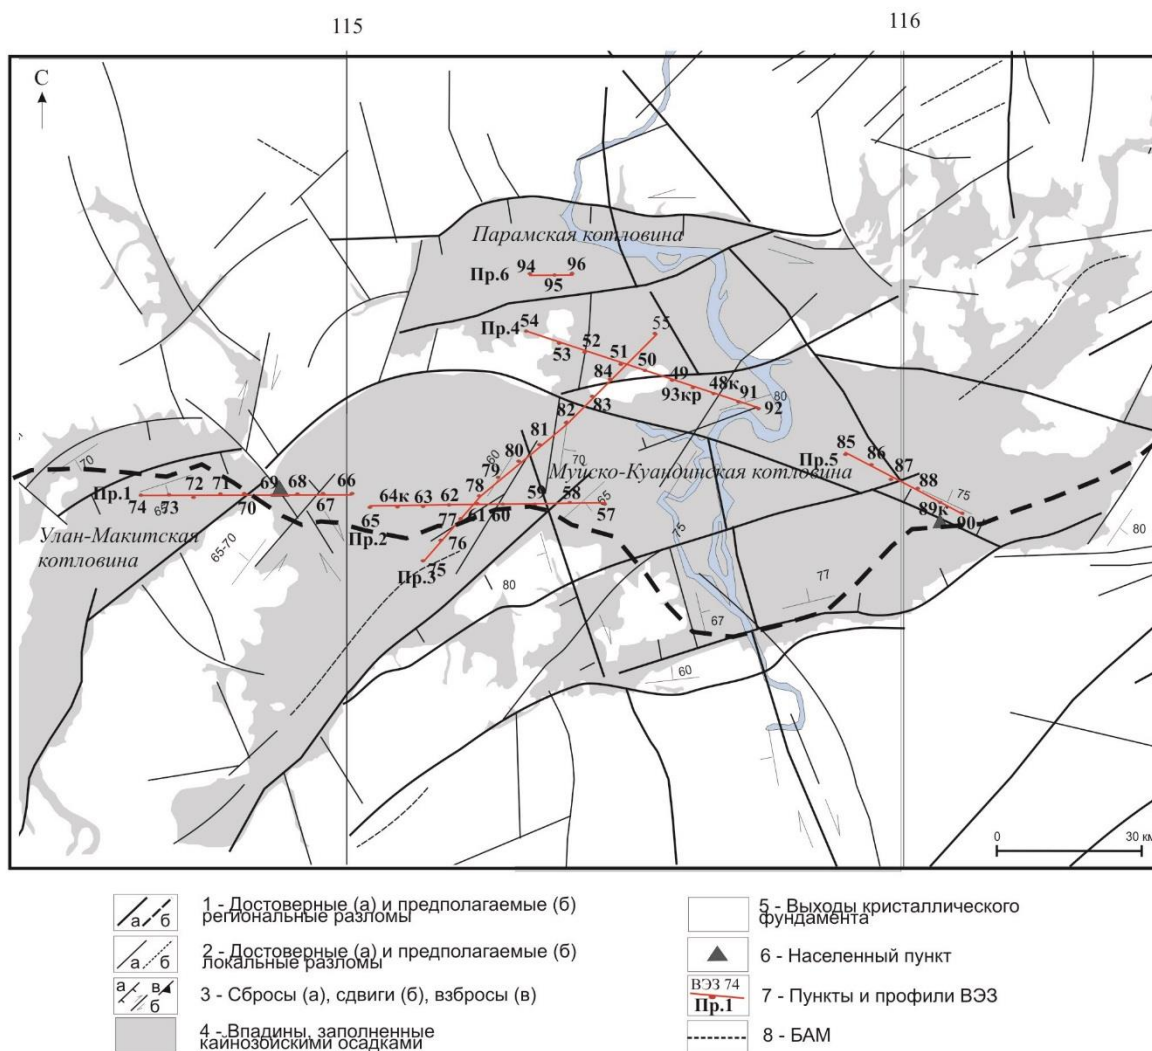 115
116
С
Парамская котловина
94
96
Пр.6
95
Пр.4
54
55
53
52
51
50
84
49
48к
91
93кр
83
80
92
82
81
85
86
Пр.5
87
80
60
70
Муйско-Куандинская котловина
79
88
70
69
68
66
78
59
58
65
75
Пр.1
71
72
64к
63
62
74
73
70
67
65
61
60
57
89к
90
65
Пр.2
77
80
Улан-Макитская
котловина
65-70
76
75
75
Пр.3
80
77
67
60
0
30 км
а
б
1 - Достоверные (а) и предполагаемые (б)
региональные разломы
а
б
2 - Достоверные (а) и предполагаемые (б)
локальные разломы
а
в
б
3 - Сбросы (а), сдвиги (б), взбросы (в)
4 - Впадины, заполненные
кайнозойскими осадками
5 - Выходы кристаллического
фундамента
6 - Населенный пункт
ВЭЗ 74
Пр.1
7 - Пункты и профили ВЭЗ
8 - БАМ